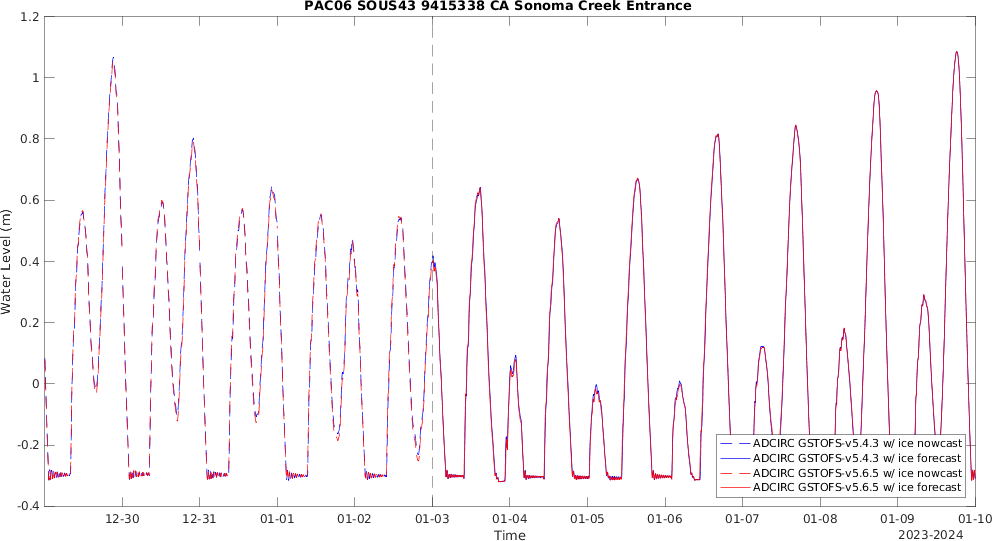 PAC06 SOUS43 9415338 CA Sonoma Creek Entrance
1.2
1
0.8
0.6
0.4
0.2
0
-0.2
-0.4
Water Level (m)
ADCIRC GSTOFS-v5.4.3 w/ ice nowcast
ADCIRC GSTOFS-v5.4.3 w/ ice forecast
ADCIRC GSTOFS-v5.6.5 w/ ice nowcast
ADCIRC GSTOFS-v5.6.5 w/ ice forecast
12-30 12-31 01-01 01-02 01-03 01-04 01-05 01-06 01-07 01-08 01-09 01-10
Time
2023-2024